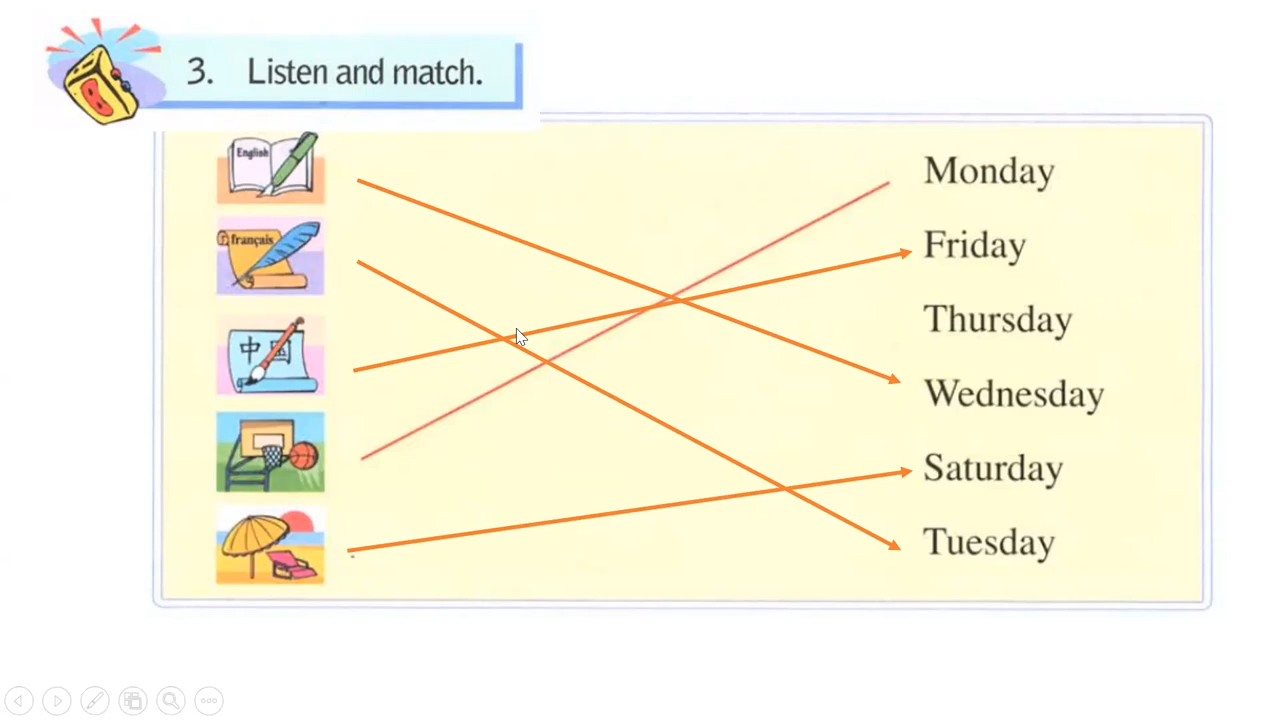 3. Listen and match.
English
français
中国
Monday
Friday
Thursday
Wednesday
Saturday
Tuesday